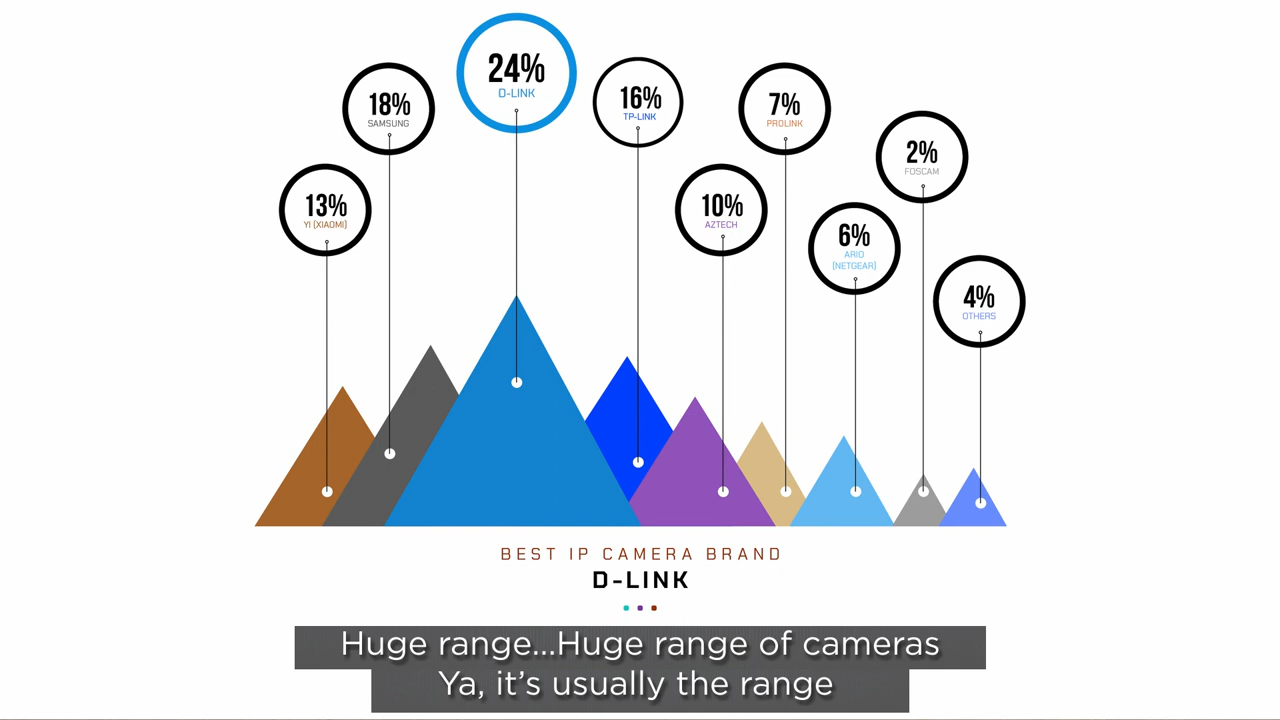 24%
D-LINK
18%
SAMSUNG
16%
TP-LINK
7%
PROLINK
2%
FOSCAM
13%
YI (XIAOMI)
10%
AZTECH
6%
ARIO
(NETGEAR)
4%
OTHERS
BEST IP CAMERA BRAND
D-LINK
Huge range...Huge range of cameras
Ya, it's usually the range